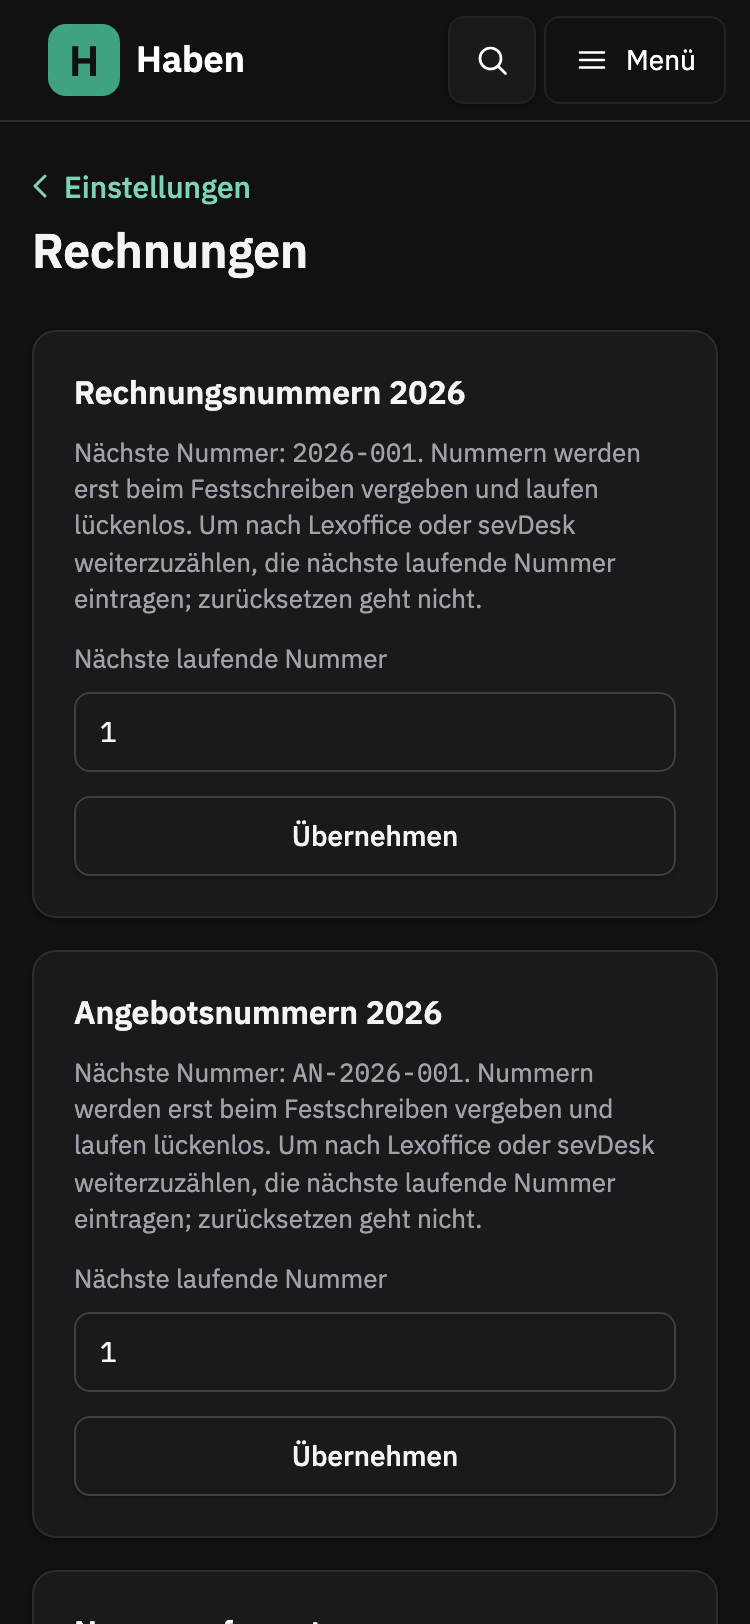 H Haben
Menü
Einstellungen
Rechnungen
Rechnungsnummern 2026
Nächste Nummer: 2026-001. Nummern werden
erst beim Festschreiben vergeben und laufen
lückenlos. Um nach Lexoffice oder sevDesk
weiterzuzählen, die nächste laufende Nummer
eintragen; zurücksetzen geht nicht.
Nächste laufende Nummer
1
Übernehmen
Angebotsnummern 2026
Nächste Nummer: AN-2026-001. Nummern
werden erst beim Festschreiben vergeben und
laufen lückenlos. Um nach Lexoffice oder sevDesk
weiterzuzählen, die nächste laufende Nummer
eintragen; zurücksetzen geht nicht.
Nächste laufende Nummer
1
Übernehmen